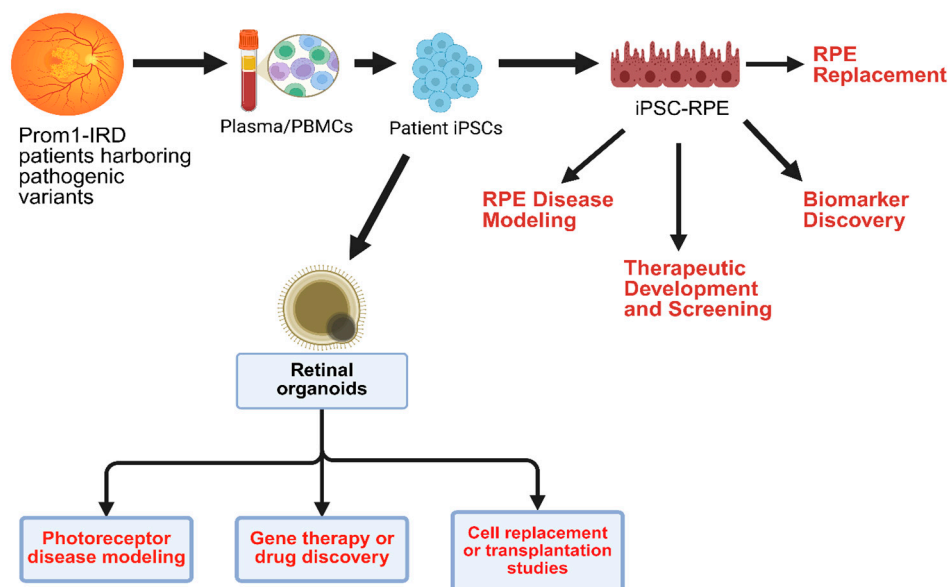 RPE
Replacement
Plasma/PBMCs
Patient iPSCs
iPSC-RPE
Prom1-IRD
patients harboring
pathogenic
variants
RPE Disease
Modeling
Biomarker
Discovery
Therapeutic
Development
and Screening
Retinal
organoids
Photoreceptor
disease modeling
Gene therapy or
drug discovery
Cell replacement
or transplantation
studies